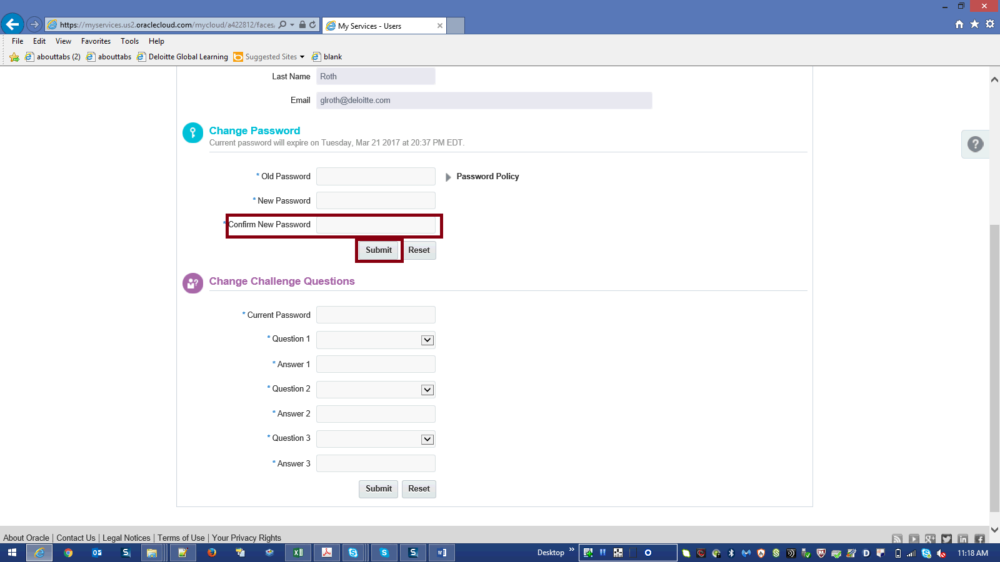 https://myservices.us2.oraclecloud.com/mycloud/a422812/faces/
My Services - Users
File Edit View Favorites Tools Help
abouttabs (2) abouttabs Deloitte Global Learning Suggested Sites blank
Last Name Roth
Email glroth@deloitte.com
Change Password
Current password will expire on Tuesday, Mar 21 2017 at 20:37 PM EDT.
* Old Password Password Policy
* New Password
* Confirm New Password
Submit Reset
Change Challenge Questions
* Current Password
* Question 1
* Answer 1
* Question 2
* Answer 2
* Question 3
* Answer 3
Submit Reset
About Oracle | Contact Us | Legal Notices | Terms of Use | Your Privacy Rights
Desktop » 11:18 AM